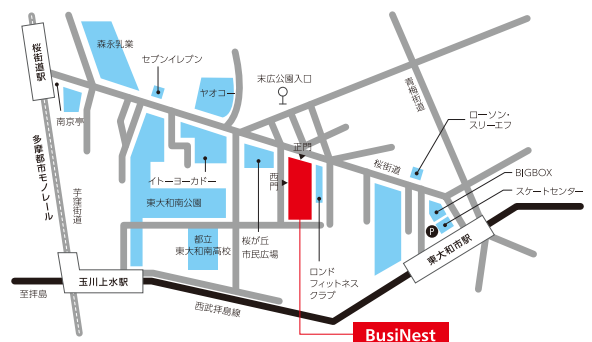 森永乳業
セブンイレブン
桜街道駅
ヤオコー
末広公園入口
青梅街道
南京亭
ローソン・
スリーエフ
正門
多摩都市モノレール
イトーヨーカドー
西門
桜街道
BIGBOX
芋窪街道
東大和南公園
スケートセンター
桜が丘
市民広場
P
都立
東大和南高校
ロンド
フィットネス
クラブ
東大和市駅
玉川上水駅
至拝島
西武拝島線
BusiNest